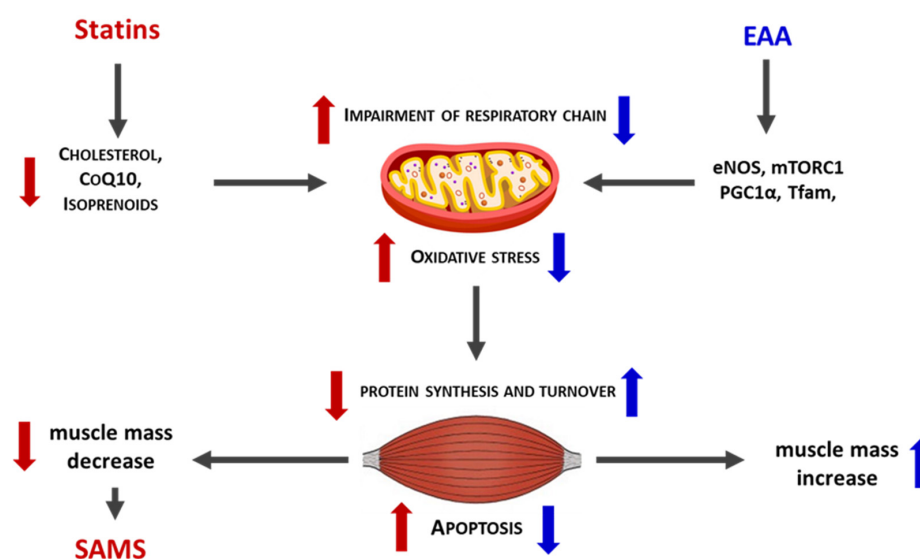 Statins
EAA
IMPAIRMENT OF RESPIRATORY CHAIN
CHOLESTEROL,
COQ10,
ISOPRENOIDS
eNOS, mTORC1
PGC1α, Tfam,
OXIDATIVE STRESS
PROTEIN SYNTHESIS AND TURNOVER
muscle mass
decrease
muscle mass
increase
APOPTOSIS
SAMS